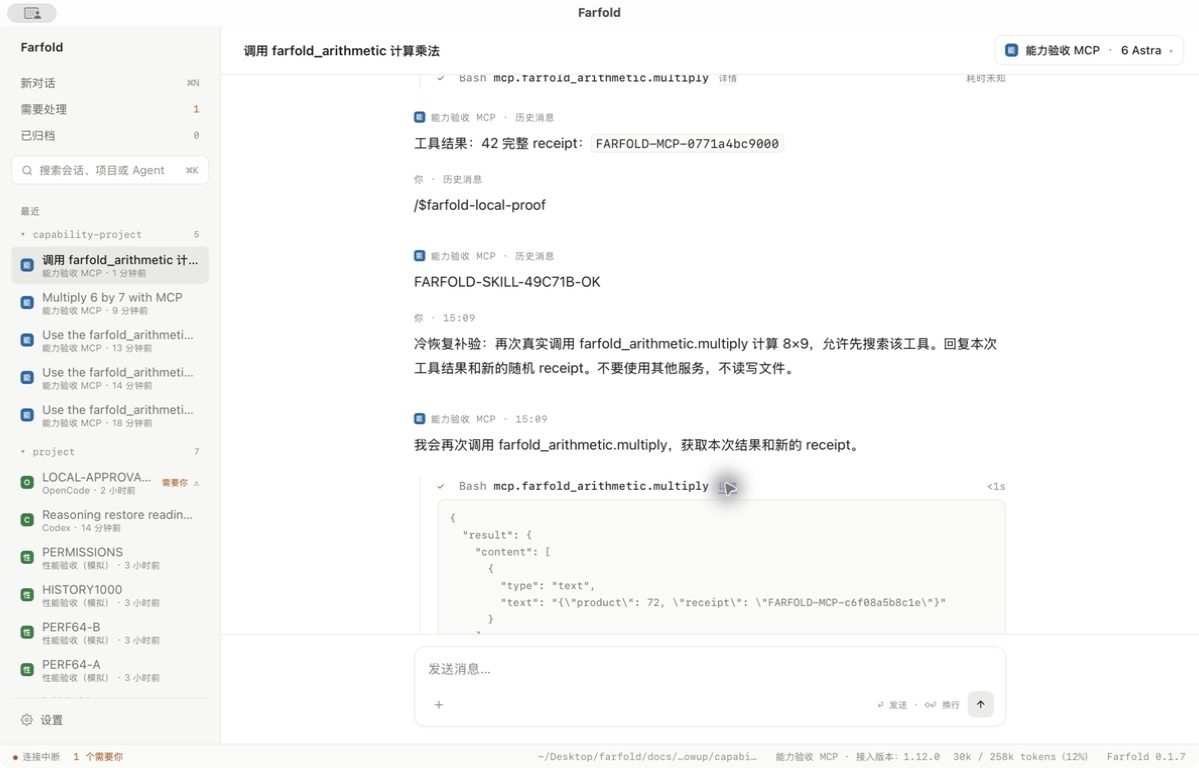 Farfold
Farfold
新对话 ⌘N
需要处理 1
已归档 0
搜索会话、项目或 Agent ⌘K
最近
capability-project 5
能 调用 farfold_arithmetic 计…
能力验收 MCP · 1 分钟前
能 Multiply 6 by 7 with MCP
能力验收 MCP · 9 分钟前
能 Use the farfold_arithmeti…
能力验收 MCP · 13 分钟前
能 Use the farfold_arithmeti…
能力验收 MCP · 14 分钟前
能 Use the farfold_arithmeti…
能力验收 MCP · 18 分钟前
project 7
O LOCAL-APPROVA… 需要你
OpenCode · 2 小时前
C Reasoning restore readin…
Codex · 14 分钟前
性 PERMISSIONS
性能验收（模拟） · 3 小时前
性 HISTORY1000
性能验收（模拟） · 3 小时前
性 PERF64-B
性能验收（模拟） · 3 小时前
性 PERF64-A
性能验收（模拟） · 3 小时前
设置
调用 farfold_arithmetic 计算乘法
能 能力验收 MCP · 6 Astra
Bash mcp.farfold_arithmetic.multiply 详情 耗时未知
能 能力验收 MCP · 历史消息
工具结果：42 完整 receipt： FARFOLD-MCP-0771a4bc9000
你 · 历史消息
/$farfold-local-proof
能 能力验收 MCP · 历史消息
FARFOLD-SKILL-49C71B-OK
你 · 15:09
冷恢复补验：再次真实调用 farfold_arithmetic.multiply 计算 8×9，允许先搜索该工具。回复本次
工具结果和新的随机 receipt。不要使用其他服务，不读写文件。
能 能力验收 MCP · 15:09
我会再次调用 farfold_arithmetic.multiply，获取本次结果和新的 receipt。
Bash mcp.farfold_arithmetic.multiply <1s
{
"result": {
"content": [
{
"type": "text",
"text": "{\"product\": 72, \"receipt\": \"FARFOLD-MCP-c6f08a5b8c1e\"}"
}
]
发送消息...
+ 发送 · 换行
连接中断 1 个需要你 ~/Desktop/farfold/docs/…owup/capabi… 能力验收 MCP · 接入版本: 1.12.0 30k / 258k tokens (12%) Farfold 0.1.7